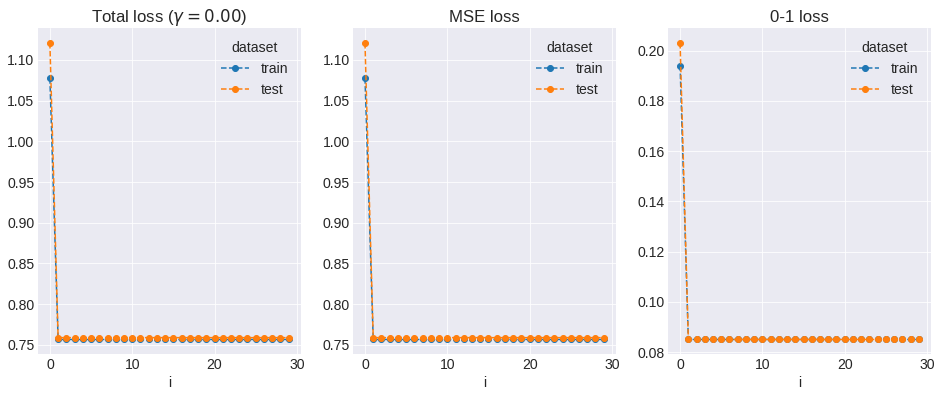 Total loss (γ = 0.00)
dataset
train
test
1.10
1.05
1.00
0.95
0.90
0.85
0.80
0.75
0
10
20
30
i
MSE loss
dataset
train
test
1.10
1.05
1.00
0.95
0.90
0.85
0.80
0.75
0
10
20
30
i
0-1 loss
dataset
train
test
0.20
0.18
0.16
0.14
0.12
0.10
0.08
0
10
20
30
i